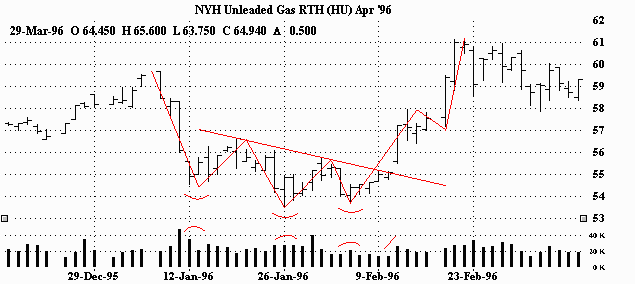 NYH Unleaded Gas RTH (HU) Apr '96
29-Mar-96 O 64.450 H 65.600 L 63.750 C 64.940 A 0.500
62
61
60
59
58
57
56
55
54
53
40 K
20 K
0 K
29-Dec-95 12-Jan-96 26-Jan-96 9-Feb-96 23-Feb-96